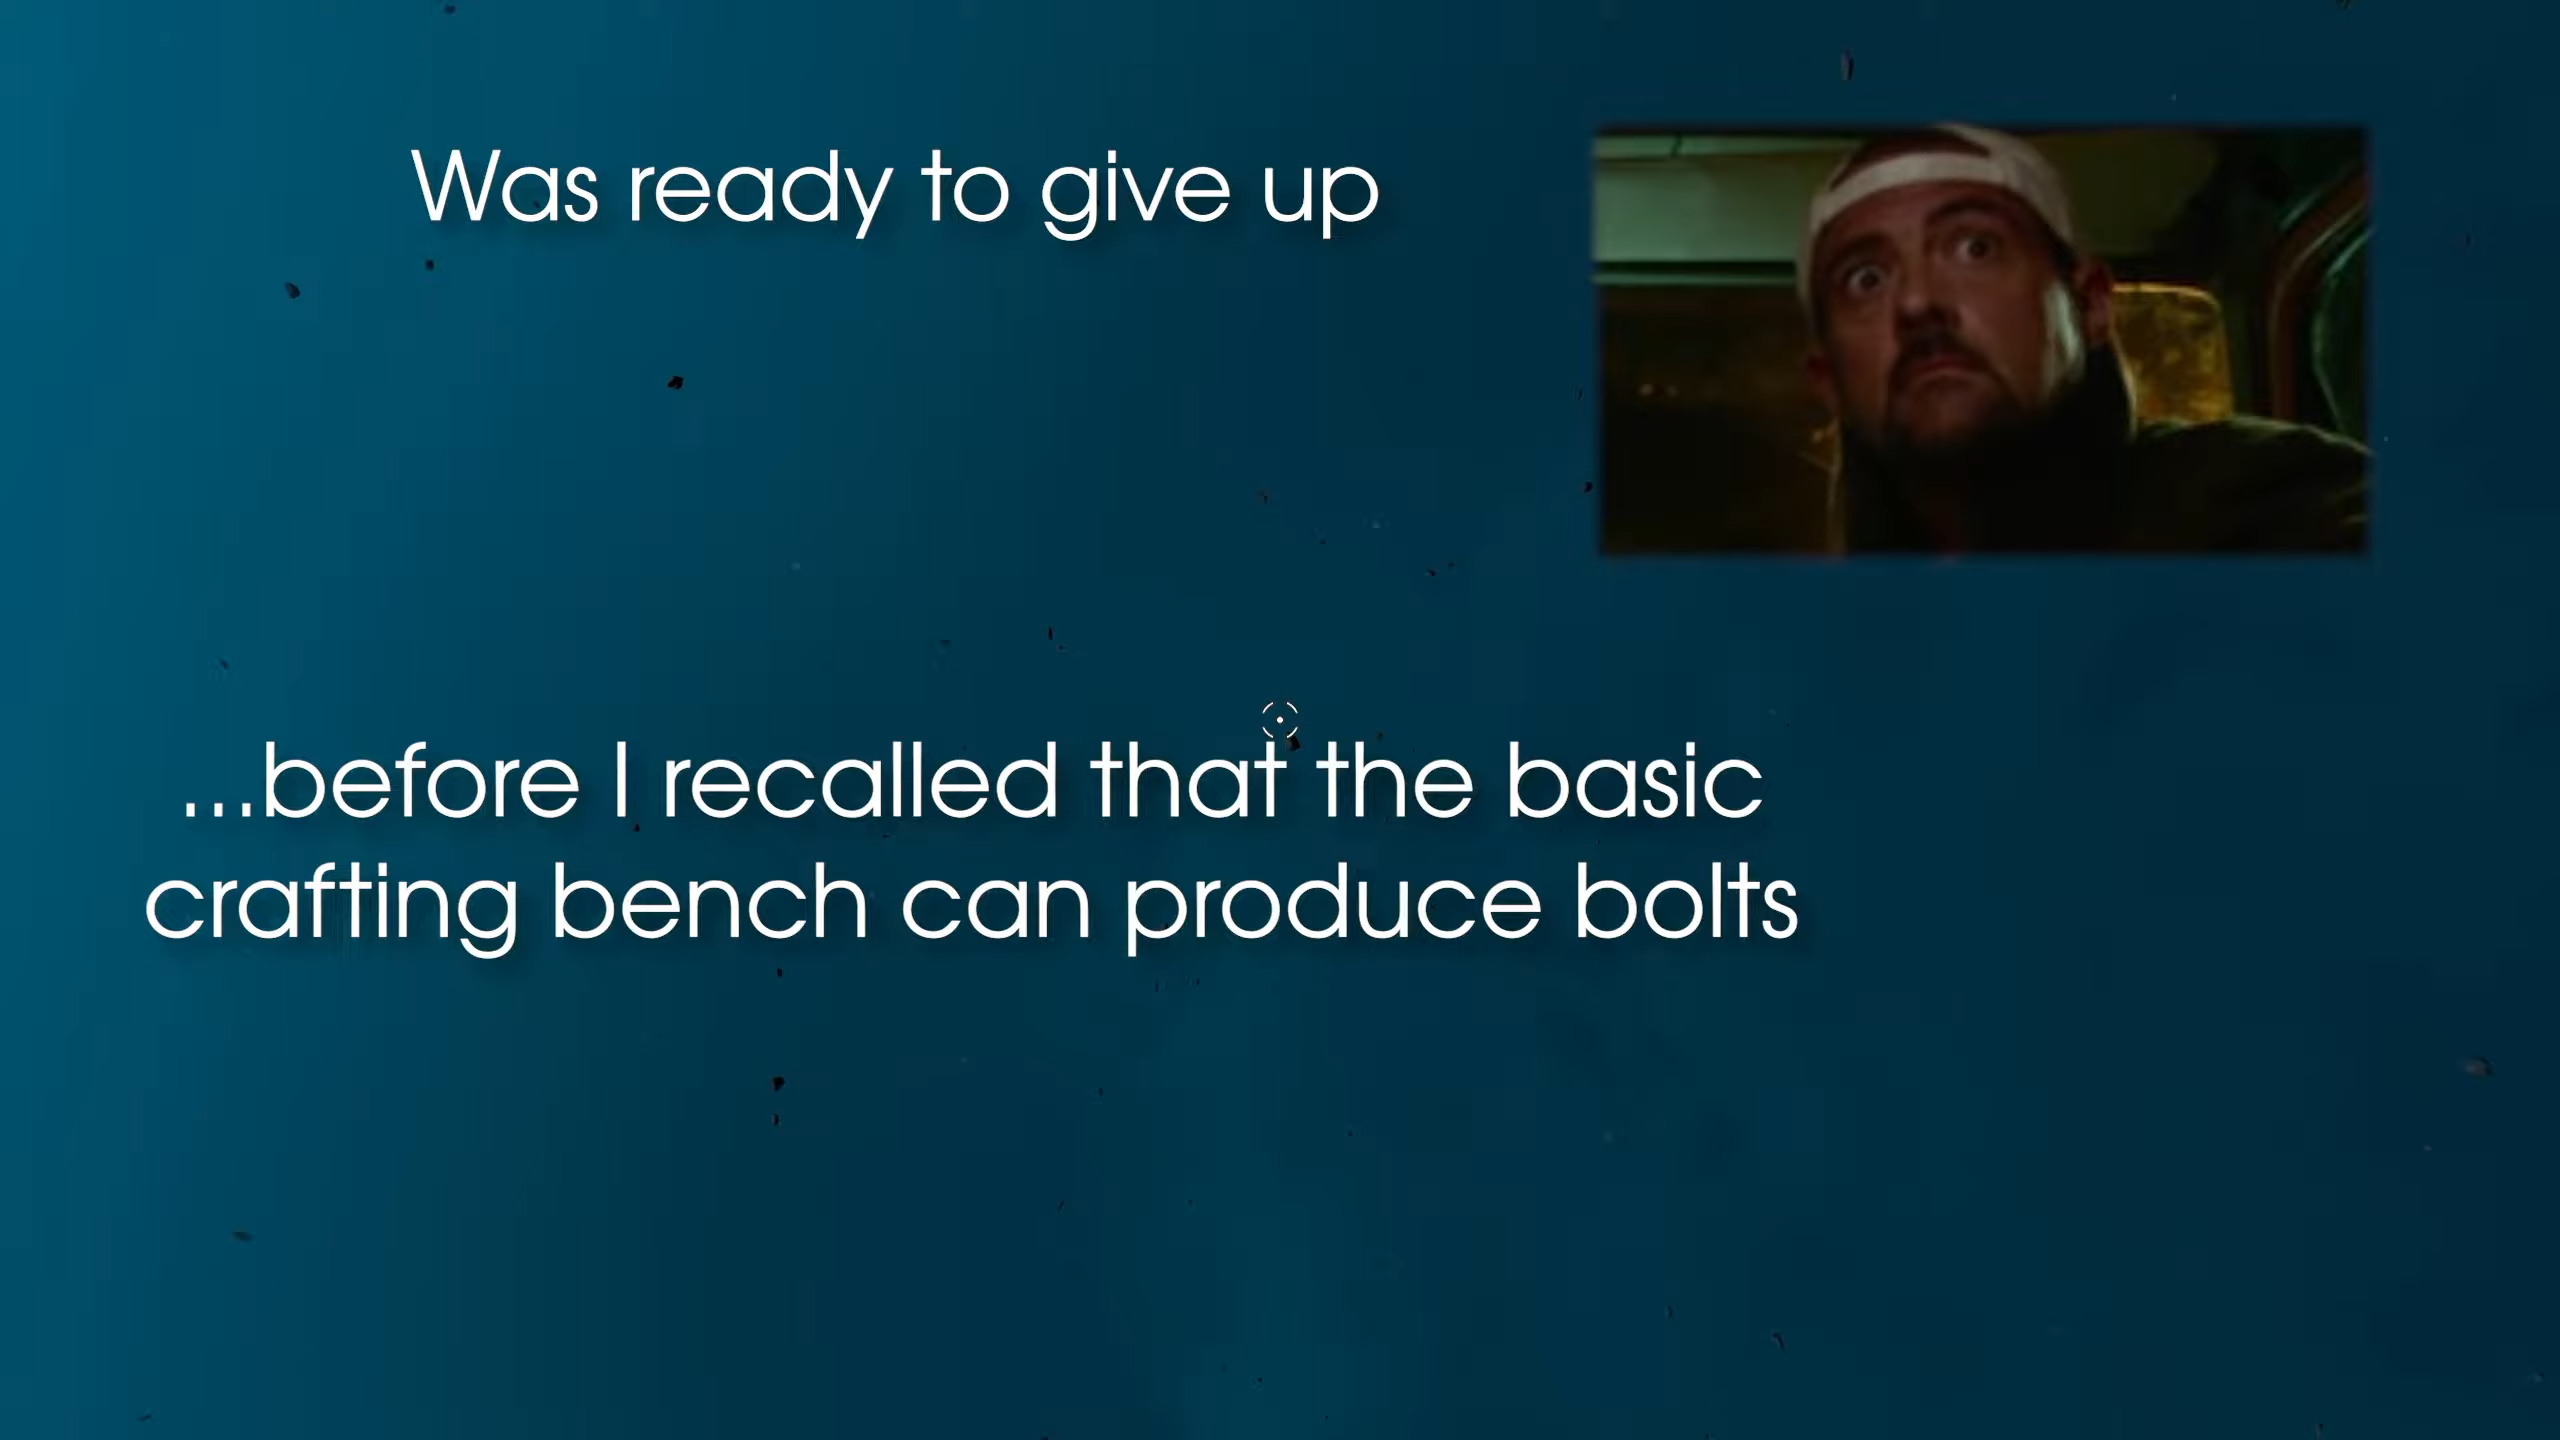 Was ready to give up
...before I recalled that the basic
crafting bench can produce bolts